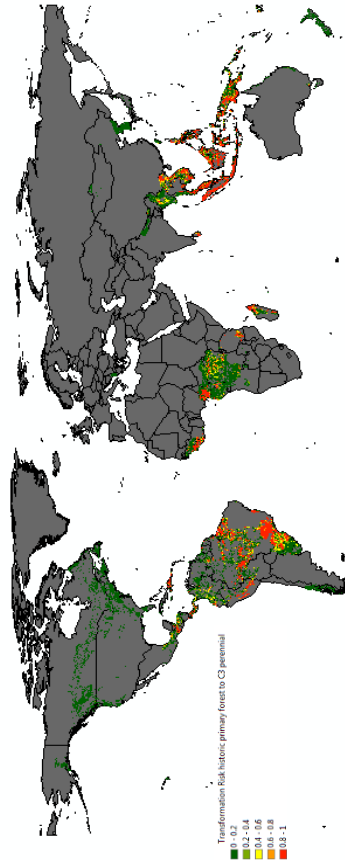 Transformation Risk historic primary forest to C3 perennial
0 - 0.2
0.2 - 0.4
0.4 - 0.6
0.6 - 0.8
0.8 - 1